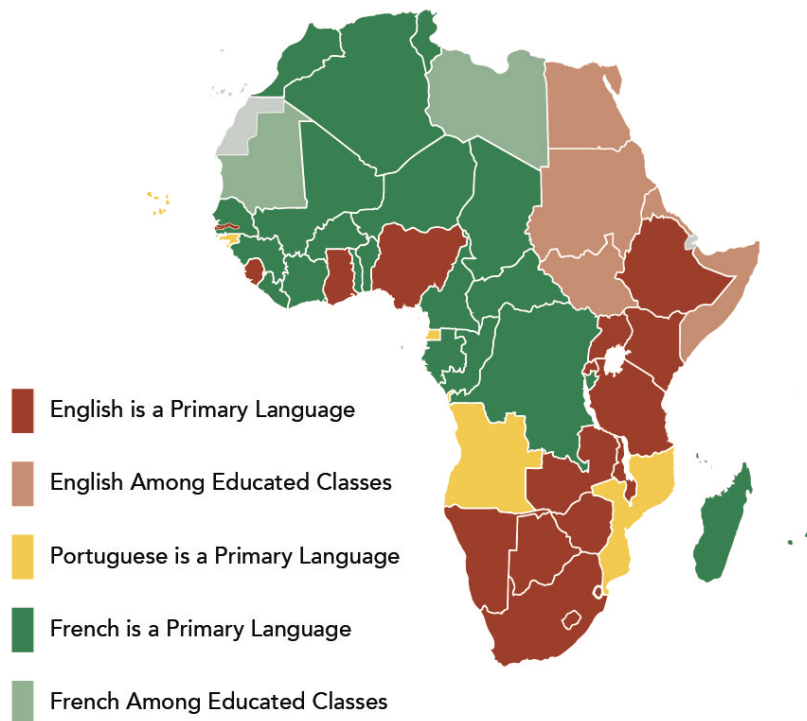 English is a Primary Language
English Among Educated Classes
Portuguese is a Primary Language
French is a Primary Language
French Among Educated Classes